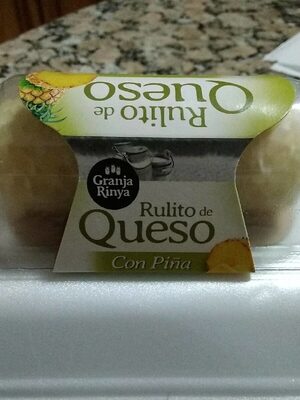 Rulito de
Queso
Granja
Rinya
Rulito de
Queso
Con Piña